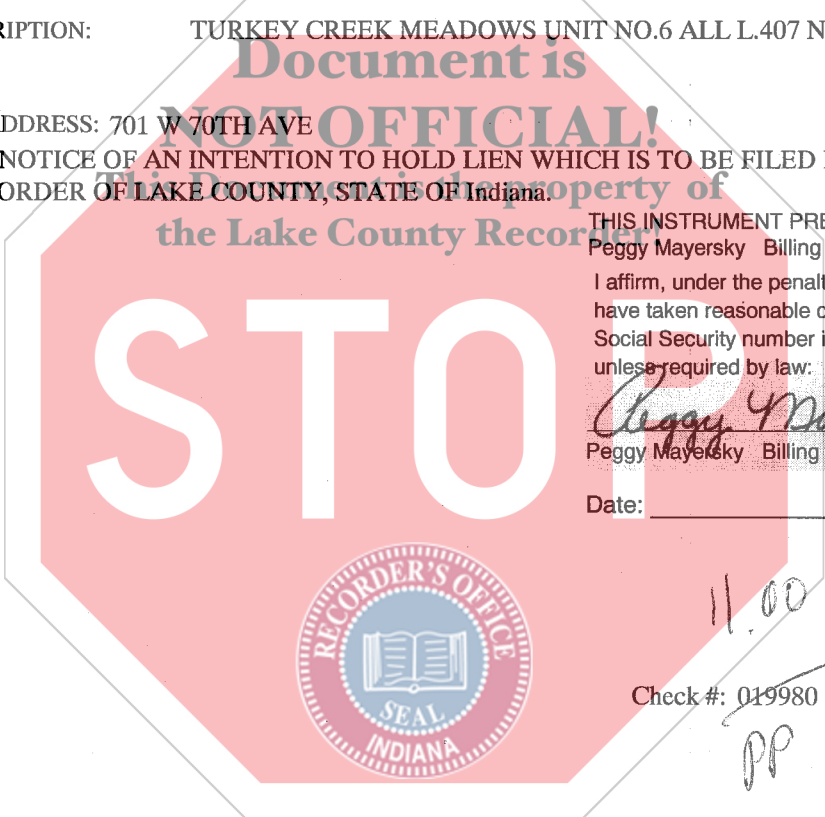 RIPTION: TURKEY CREEK MEADOWS UNIT NO.6 ALL L.407 N
Document is
DDRESS: 701 W 70TH AVE
NOT OFFICIAL!
NOTICE OF AN INTENTION TO HOLD LIEN WHICH IS TO BE FILED
This Document is the property of
ORDER OF LAKE COUNTY, STATE OF Indiana.
the Lake County Recorder!
THIS INSTRUMENT PRE
Peggy Mayersky Billing
I affirm, under the penalt
have taken reasonable
Social Security number i
unless required by law:
STOP
Peggy Ma
Peggy Mayersky Billing
Date:
11.00
Check #: 019980
PP
RECORDER'S OFFICE
SEAL
INDIANA